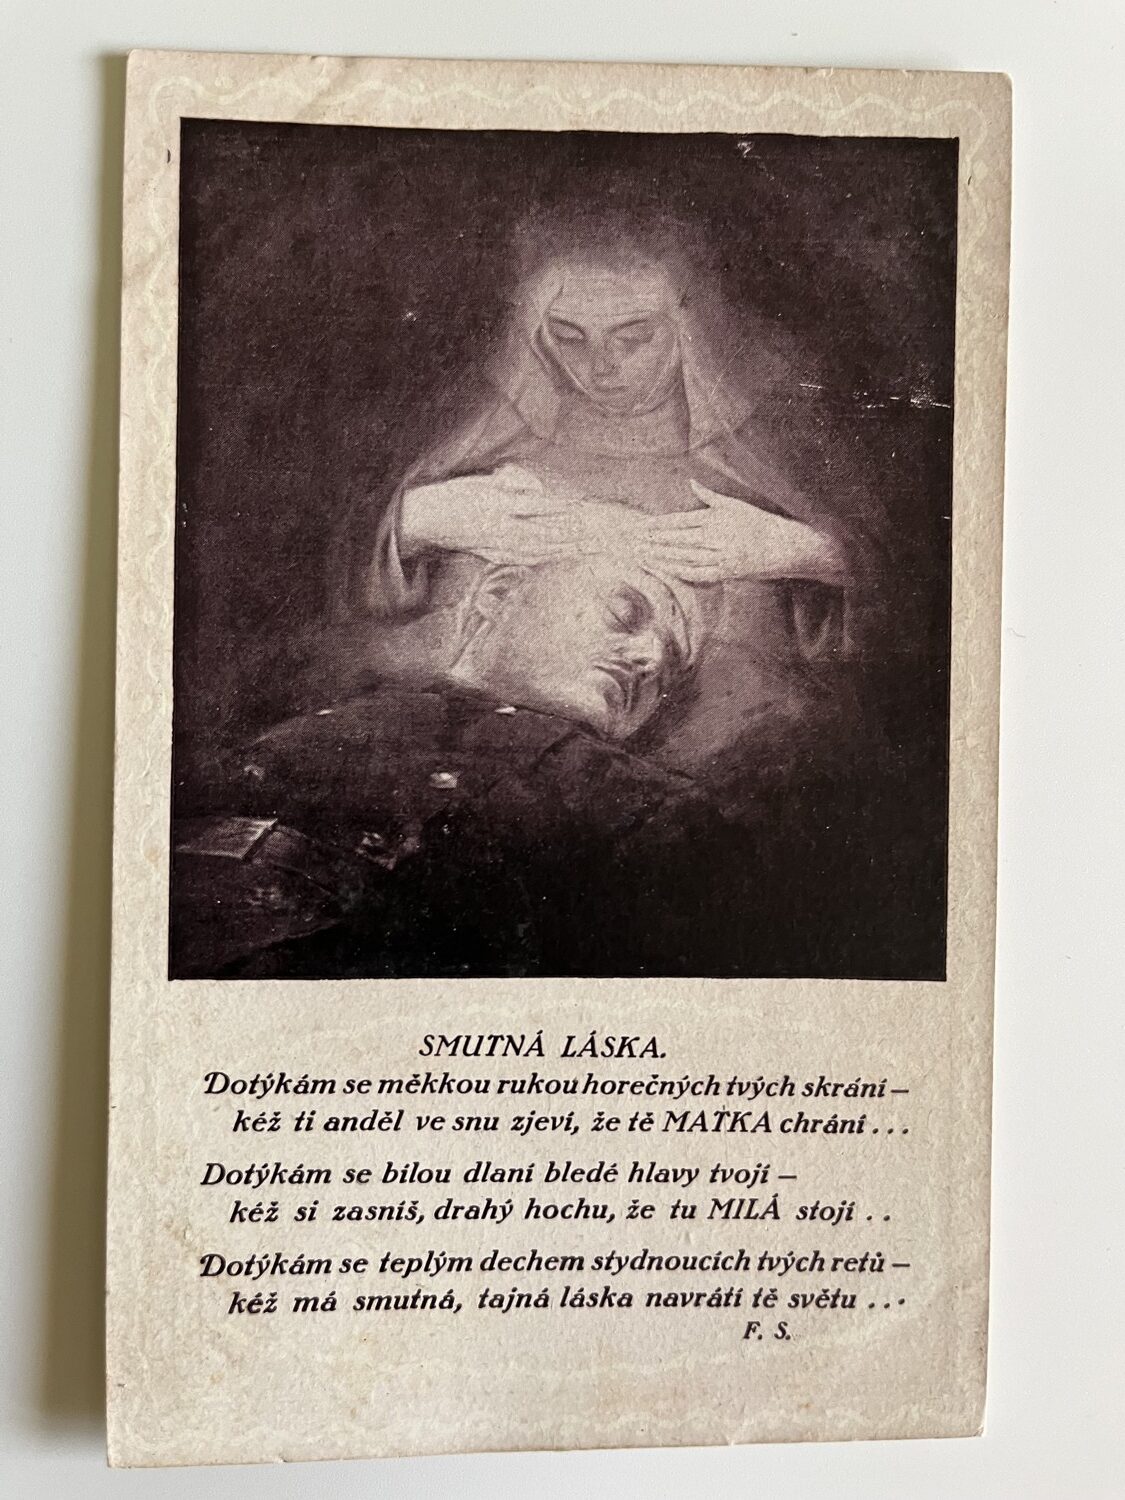 SMUTNÁ LÁSKA.
Dotýkám se měkkou rukou horečných tvých skrání —
kéž ti anděl ve snu zjeví, že tě MATKA chrání . . .
Dotýkám se bílou dlaní bledé hlavy tvojí —
kéž si zasníš, drahý hochu, že tu MILÁ stojí . .
Dotýkám se teplým dechem stydnoucích tvých retů —
kéž má smutná, tajná láska navrátí tě světu . . .
F. S.